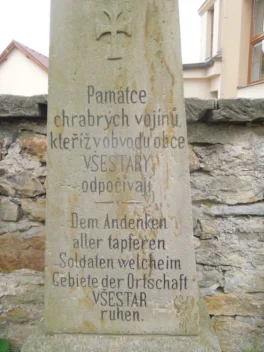 Památce
chrabrých vojínů
kteříž v obvodu obce
VŠESTARY
odpočívají.
Dem Andenken
aller tapferen
Soldaten welche im
Gebiete der Ortschaft
VŠESTAR
ruhen.